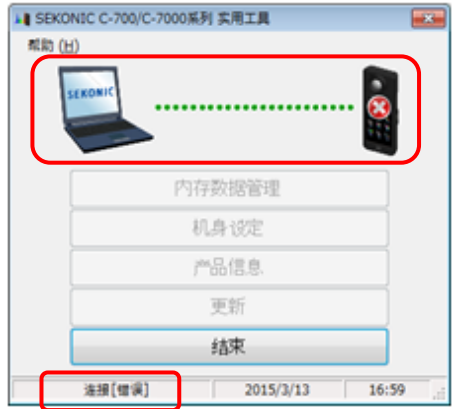 SEKONIC C-700/C-7000系列 实用工具
帮助 (H)
SEKONIC
内存数据管理
机身设定
产品信息
更新
结束
连接[错误] 2015/3/13 16:59